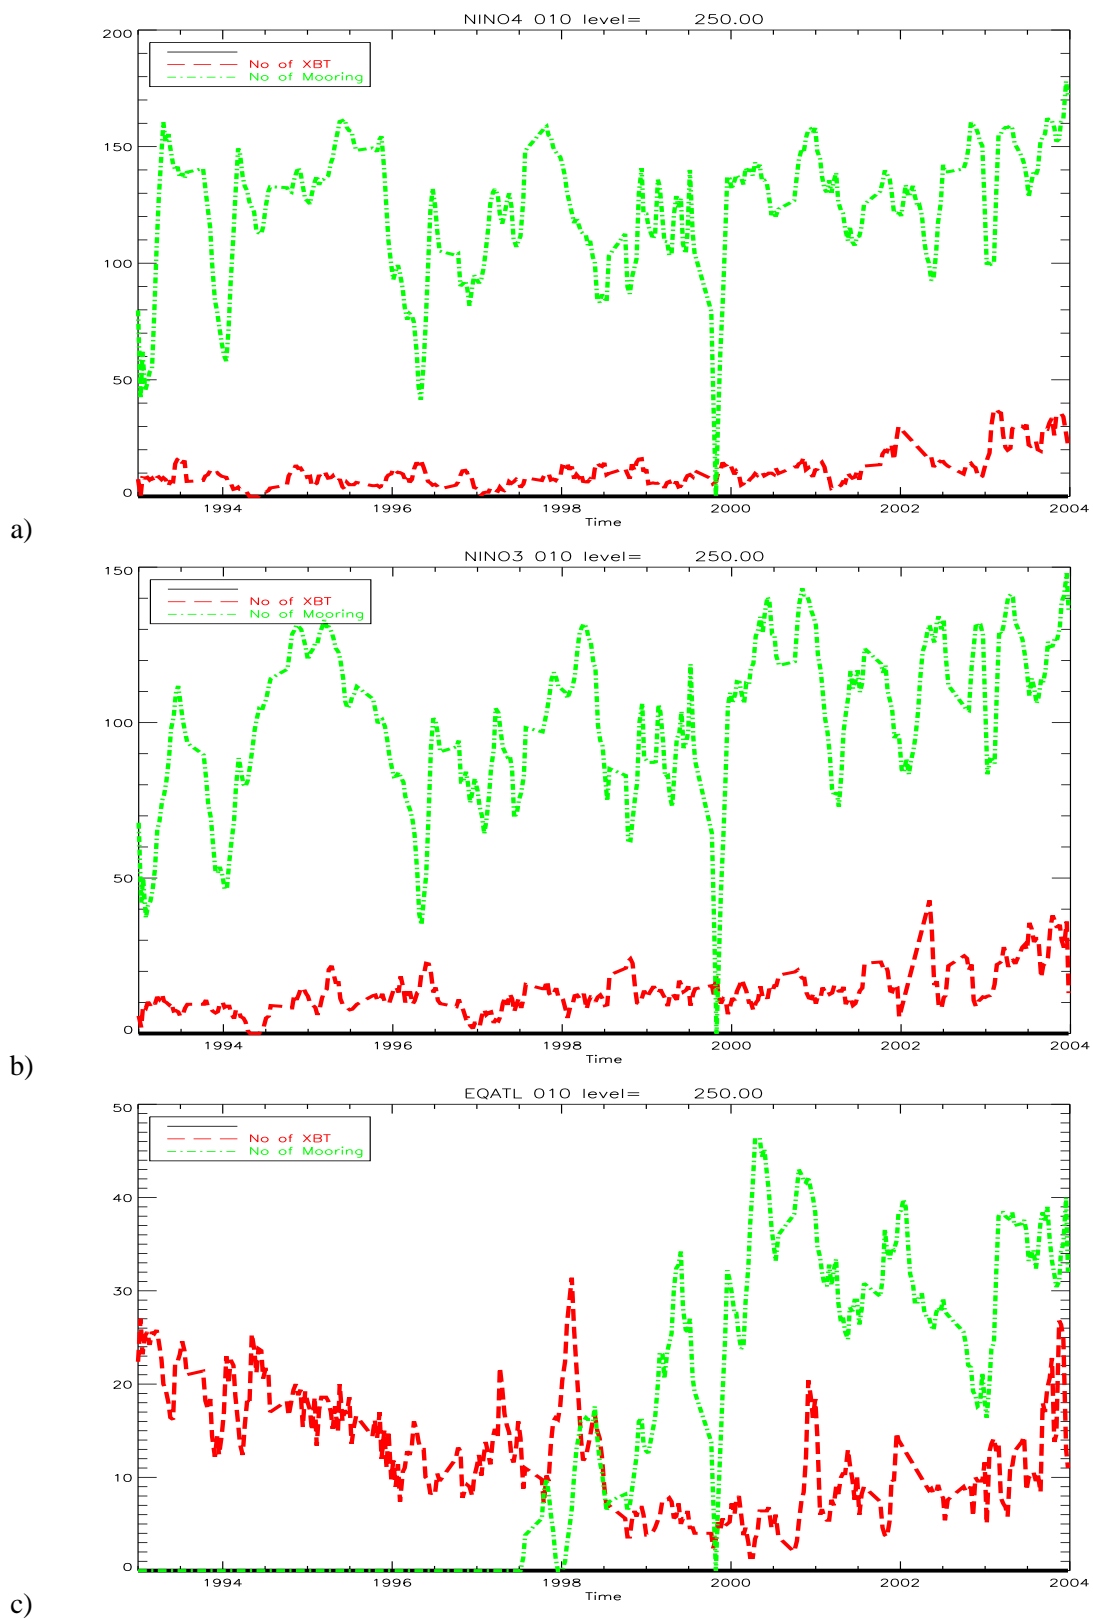 NINO4 010 level= 250.00
200
No of XBT
No of Mooring
150
100
50
0
1994 1996 1998 2000 2002 2004
Time
a)
NINO3 010 level= 250.00
150
No of XBT
No of Mooring
100
50
0
1994 1996 1998 2000 2002 2004
Time
b)
EQATL 010 level= 250.00
50
No of XBT
No of Mooring
40
30
20
10
0
1994 1996 1998 2000 2002 2004
Time
c)